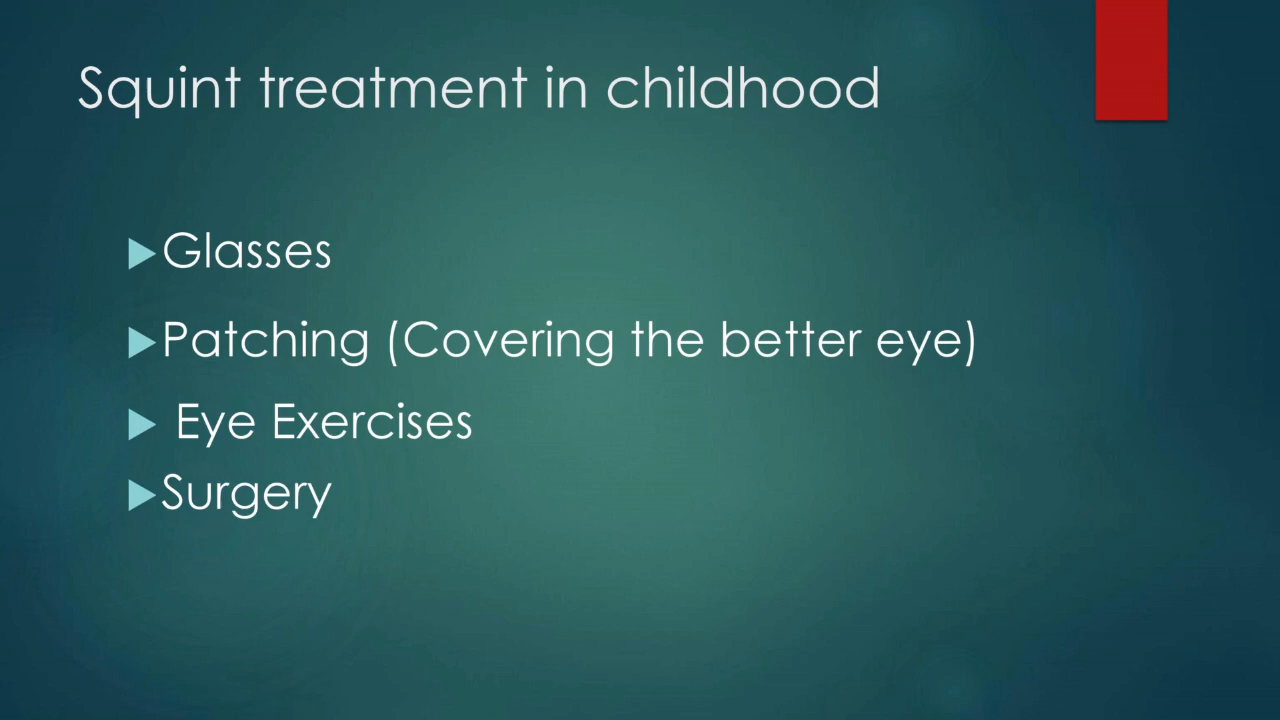 Squint treatment in childhood
Glasses
Patching (Covering the better eye)
Eye Exercises
Surgery